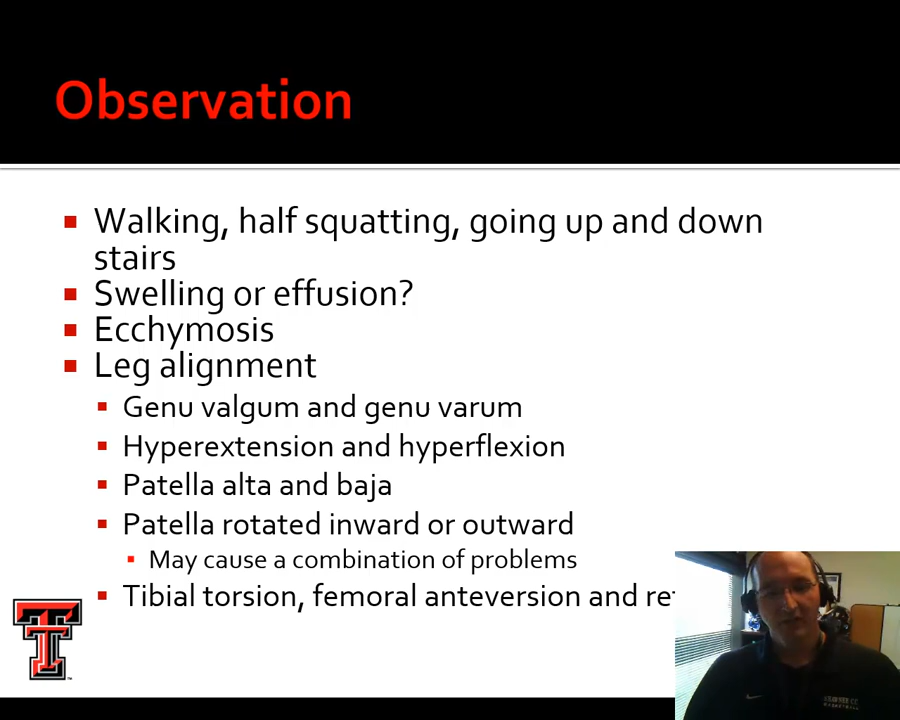 Observation
Walking, half squatting, going up and down
stairs
Swelling or effusion?
Ecchymosis
Leg alignment
Genu valgum and genu varum
Hyperextension and hyperflexion
Patella alta and baja
Patella rotated inward or outward
May cause a combination of problems
Tibial torsion, femoral anteversion and